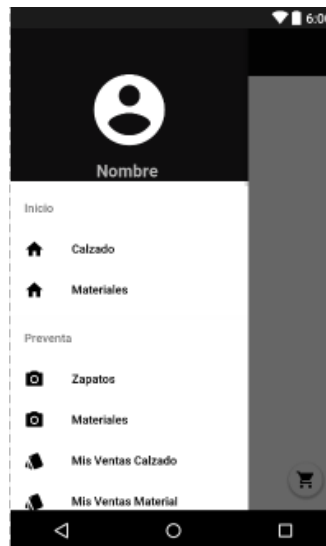 6:00
Nombre
Inicio
Calzado
Materiales
Preventa
Zapatos
Materiales
Mis Ventas Calzado
Mis Ventas Material